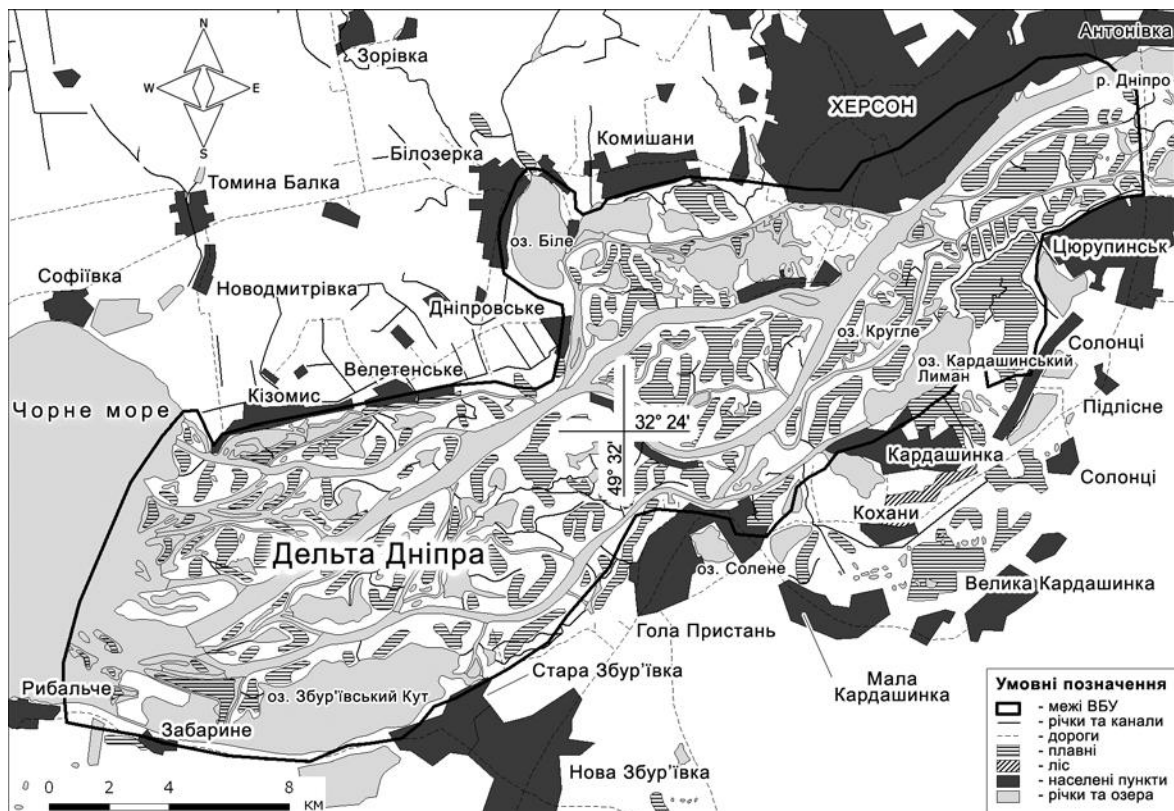 N
W
E
S
Зорівка
Антонівка
р. Дніпро
ХЕРСОН
Комишани
Білозерка
Томина Балка
оз. Біле
Цюрупинськ
Софіївка
Новодмитрівка
Дніпровське
оз. Кругле
Солонці
Велетенське
оз. Кардашинський
Лиман
Чорне море
Кізомис
32° 24'
49° 32'
Підлісне
Кардашинка
Солонці
Кохани
Дельта Дніпра
оз. Солене
Велика Кардашинка
Гола Пристань
Стара Збур'ївка
Мала
Кардашинка
Рибальче
оз. Збур'ївський Кут
Забарине
Нова Збур'ївка
0 2 4 8
км
Умовні позначення
- межі ВБУ
- річки та канали
- дороги
- плавні
- ліс
- населені пункти
- річки та озера